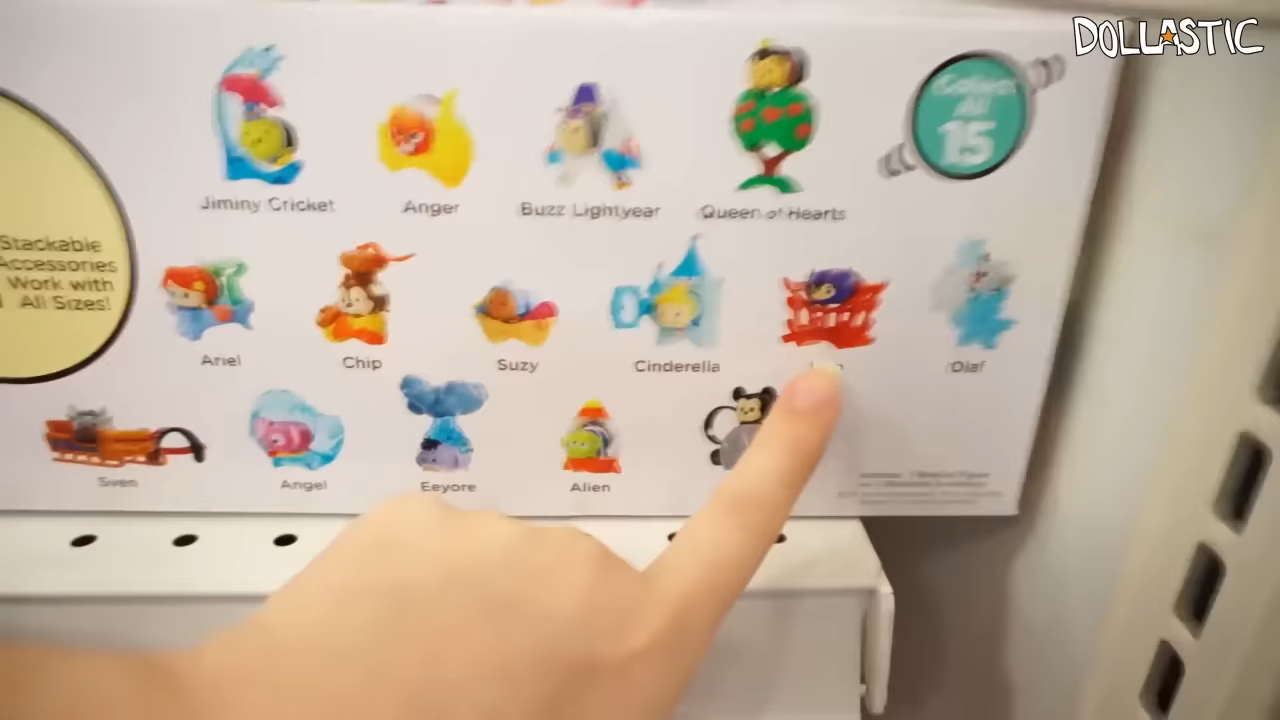 DOLLASTIC
Collect
All
15
Jiminy Cricket
Anger
Buzz Lightyear
Queen of Hearts
Stackable
Accessories
Work with
All Sizes!
Ariel
Chip
Suzy
Cinderella
Olaf
Sven
Angel
Eeyore
Alien